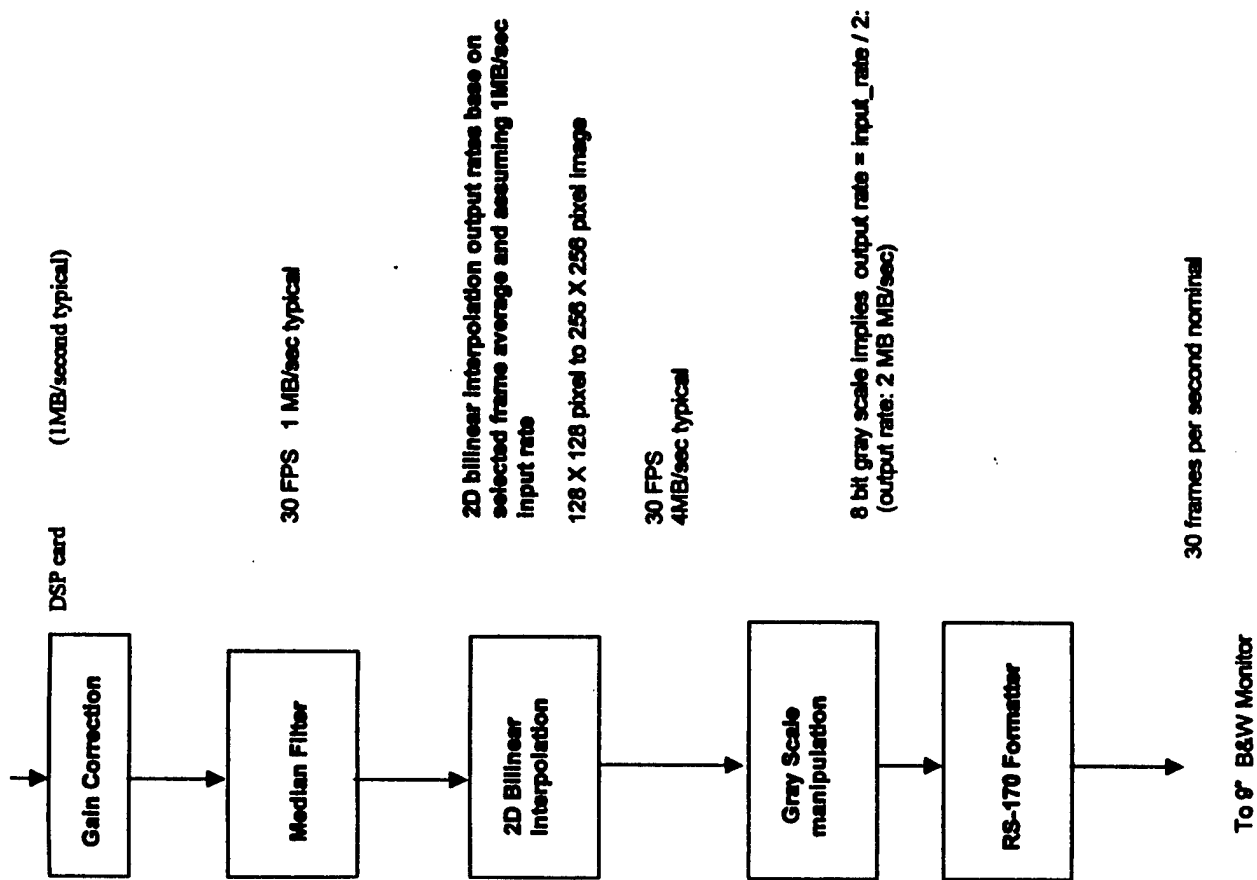 DSP card (1MB/second typical)
Gain Correction
30 FPS 1 MB/sec typical
Median Filter
2D bilinear interpolation output rates base on
selected frame average and assuming 1MB/sec
input rate
128 X 128 pixel to 256 X 256 pixel image
2D Bilinear
Interpolation
30 FPS
4MB/sec typical
Gray Scale
manipulation
8 bit gray scale implies output rate = input_rate / 2:
(output rate: 2 MB MB/sec)
RS-170 Formatter
30 frames per second nominal
To 9" B&W Monitor